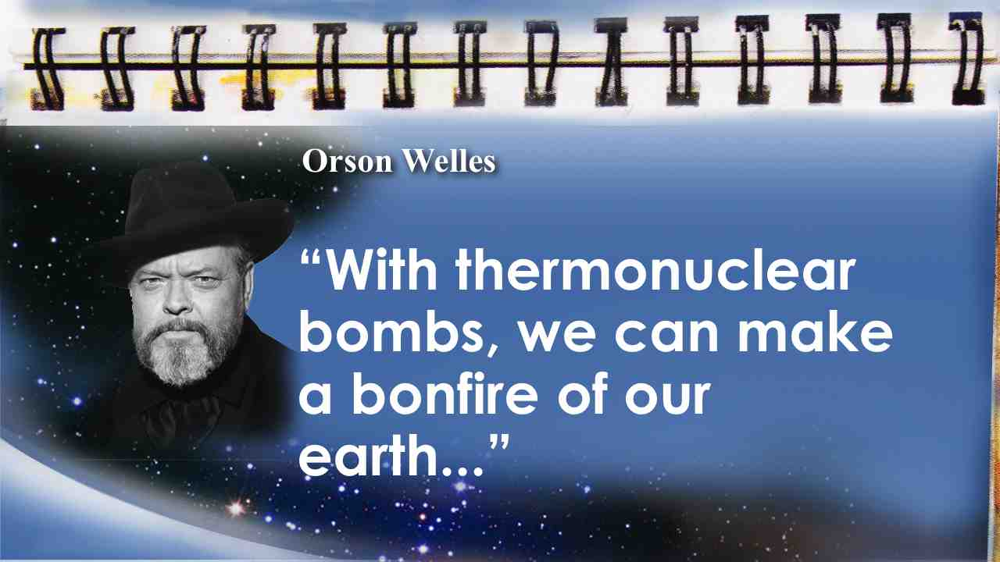 Orson Welles
“With thermonuclear
bombs, we can make
a bonfire of our
earth...”